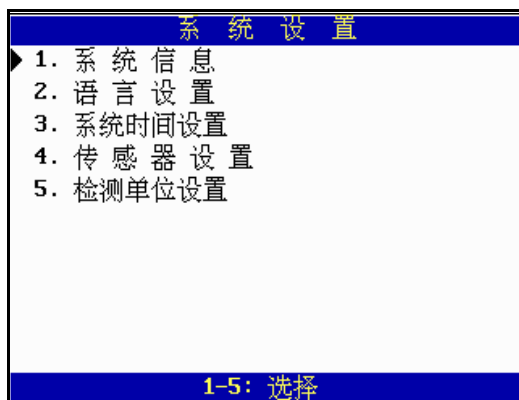 系 统 设 置
1. 系 统 信 息
2. 语 言 设 置
3. 系统时间设置
4. 传 感 器 设 置
5. 检测单位设置
1-5: 选择